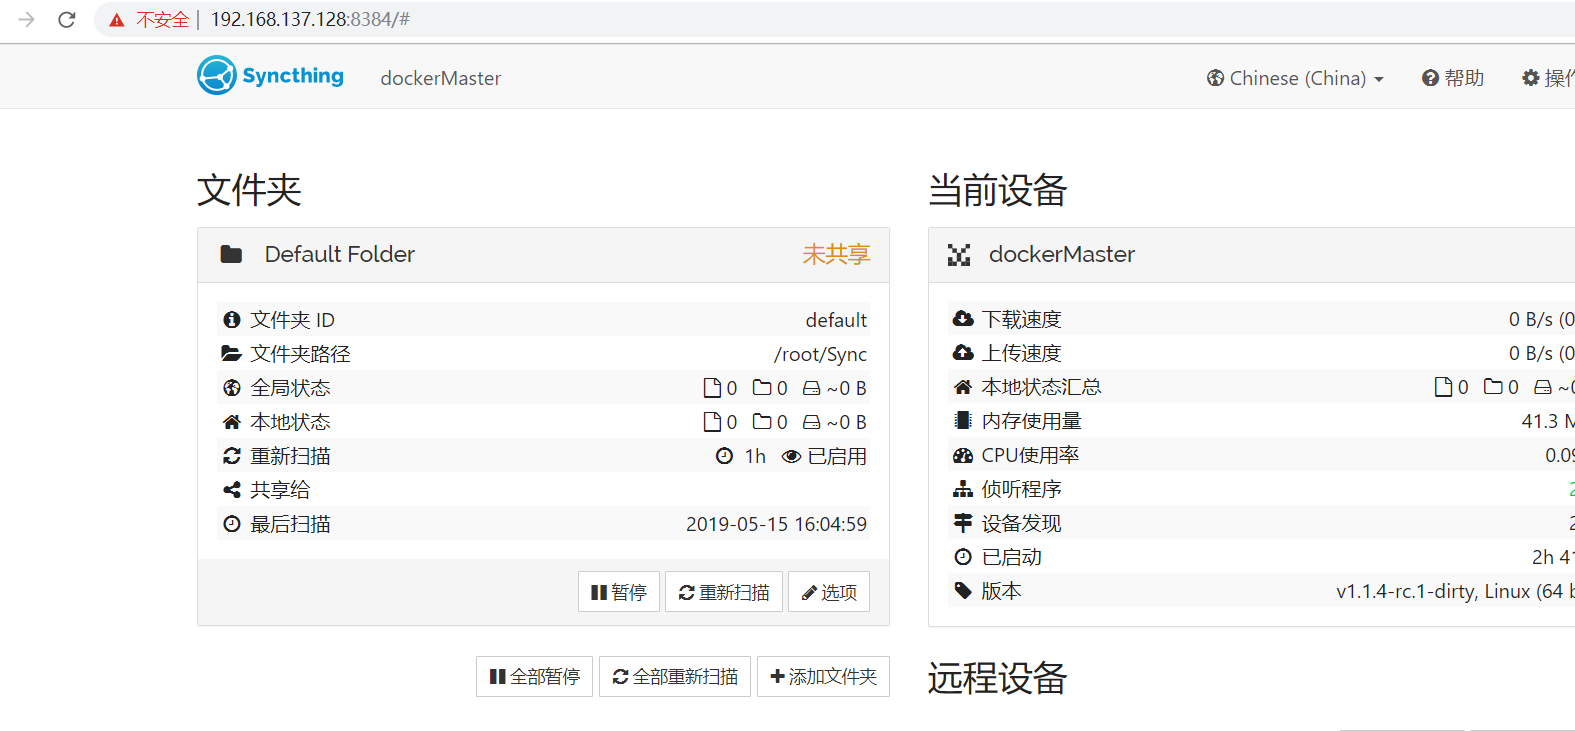 不安全 | 192.168.137.128:8384/#
Syncthing dockerMaster Chinese (China) 帮助 操作
文件夹
Default Folder 未共享
文件夹 ID default
文件夹路径 /root/Sync
全局状态 0 0 ~0 B
本地状态 0 0 ~0 B
重新扫描 1h 已启用
共享给
最后扫描 2019-05-15 16:04:59
暂停 重新扫描 选项
全部暂停 全部重新扫描 添加文件夹
当前设备
dockerMaster
下载速度 0 B/s (0
上传速度 0 B/s (0
本地状态汇总 0 0 ~0
内存使用量 41.3 M
CPU使用率 0.09
侦听程序 2
设备发现 2
已启动 2h 41
版本 v1.1.4-rc.1-dirty, Linux (64 b
远程设备